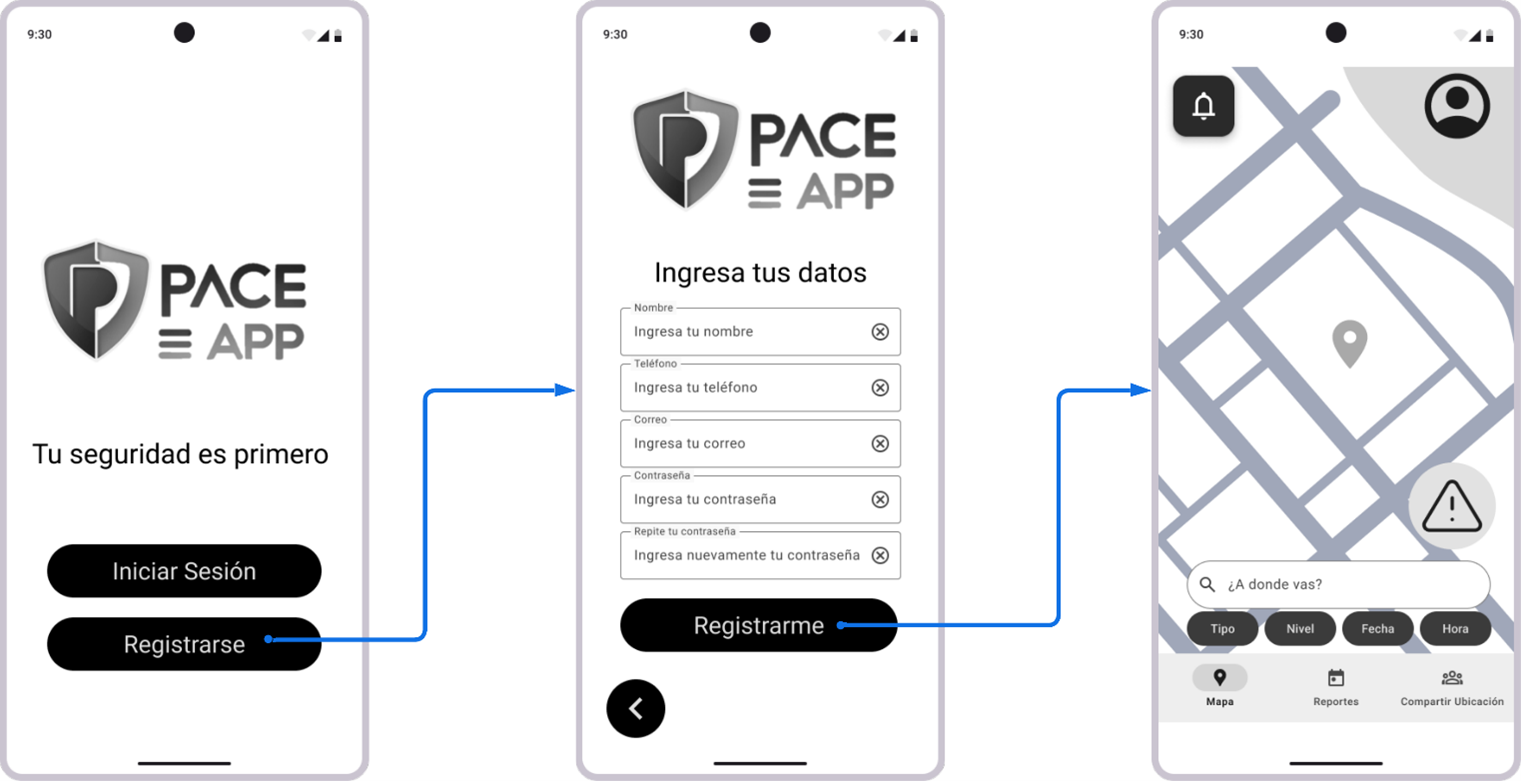 9:30
PACE
APP
Tu seguridad es primero
Iniciar Sesión
Registrarse
9:30
PACE
APP
Ingresa tus datos
Nombre
Ingresa tu nombre
Teléfono
Ingresa tu teléfono
Correo
Ingresa tu correo
Contraseña
Ingresa tu contraseña
Repite tu contraseña
Ingresa nuevamente tu contraseña
Registrarme
9:30
¿A donde vas?
Tipo
Nivel
Fecha
Hora
Mapa
Reportes
Compartir Ubicación